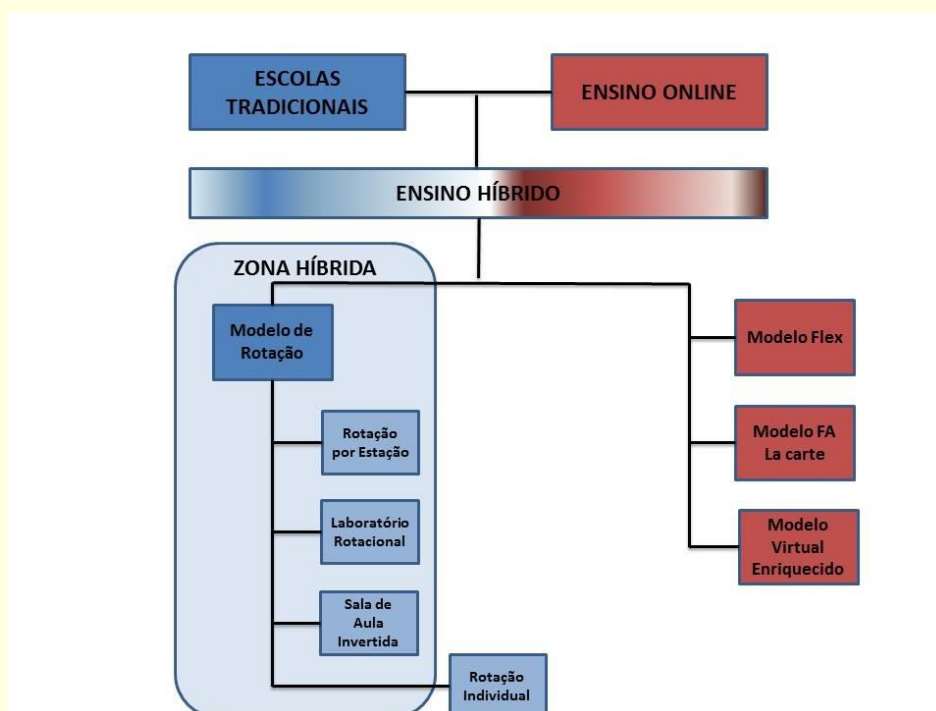 ESCOLAS
TRADICIONAIS
ENSINO ONLINE
ENSINO HÍBRIDO
ZONA HÍBRIDA
Modelo de
Rotação
Rotação
por Estação
Laboratório
Rotacional
Sala de
Aula
Invertida
Rotação
Individual
Modelo Flex
Modelo FA
La carte
Modelo
Virtual
Enriquecido